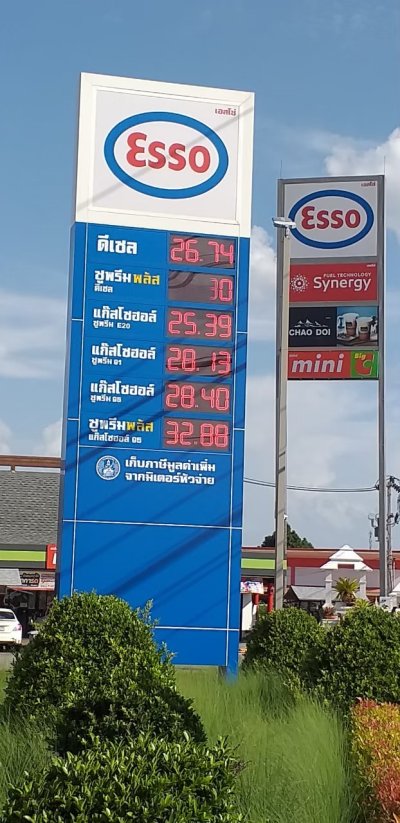 เอสโซ่
Esso
ดีเซล 26.74
ซูพรีมพลัส
ดีเซล 30
แก๊สโซฮอล์
ซูพรีม E20 25.39
แก๊สโซฮอล์
ซูพรีม 91 28.13
แก๊สโซฮอล์
ซูพรีม 95 28.40
ซูพรีมพลัส
แก๊สโซฮอล์ 95 32.88
เก็บภาษีมูลค่าเพิ่ม
จากมิเตอร์หัวจ่าย
เอสโซ่
Esso
FUEL TECHNOLOGY
Synergy
CHAO DOI
mini Big C